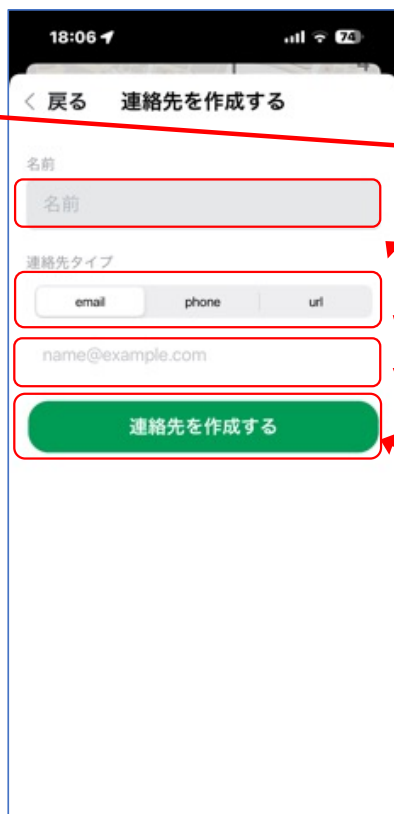 18:06 74
戻る 連絡先を作成する
名前
名前
連絡先タイプ
email phone url
name@example.com
連絡先を作成する